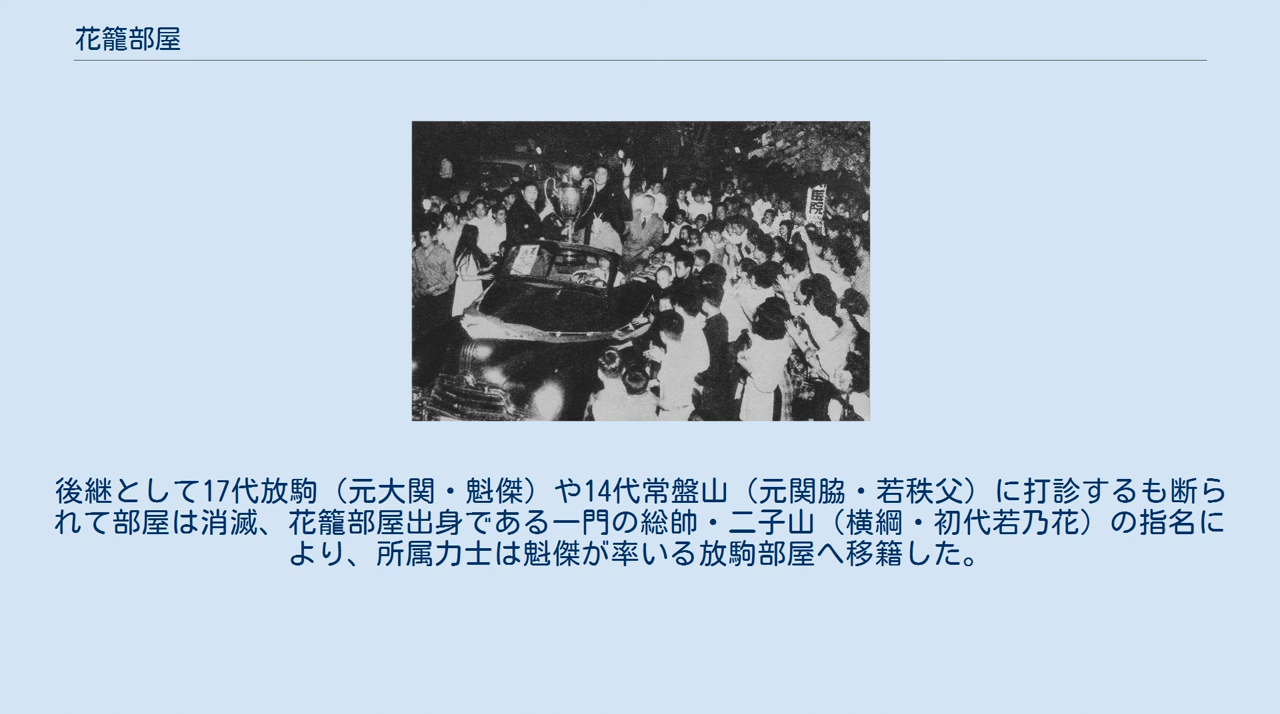 花籠部屋
医院
後継として17代放駒（元大関・魁傑）や14代常盤山（元関脇・若秩父）に打診するも断ら
れて部屋は消滅、花籠部屋出身である一門の総帥・二子山（横綱・初代若乃花）の指名に
より、所属力士は魁傑が率いる放駒部屋へ移籍した。